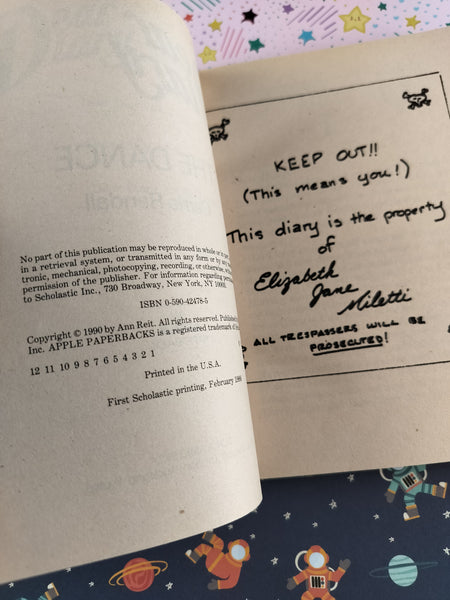 No part of this publication may be reproduced in whole or in
in a retrieval system, or transmitted in any form or by any
tronic, mechanical, photocopying, recording, or otherwise,
permission of the publisher. For information regarding
to Scholastic Inc., 730 Broadway, New York, NY 10003.
ISBN 0-590-42478-5
Copyright © 1990 by Ann Reit. All rights reserved. Published
Inc. APPLE PAPERBACKS is a registered trademark of
12 11 10 9 8 7 6 5 4 3 2 1
Printed in the U.S.A.
First Scholastic printing, February
KEEP OUT!!
(This means you!)
This diary is the property
of
Elizabeth
Jane
Miletti
ALL TRESPASSERS WILL BE
PROSECUTED!